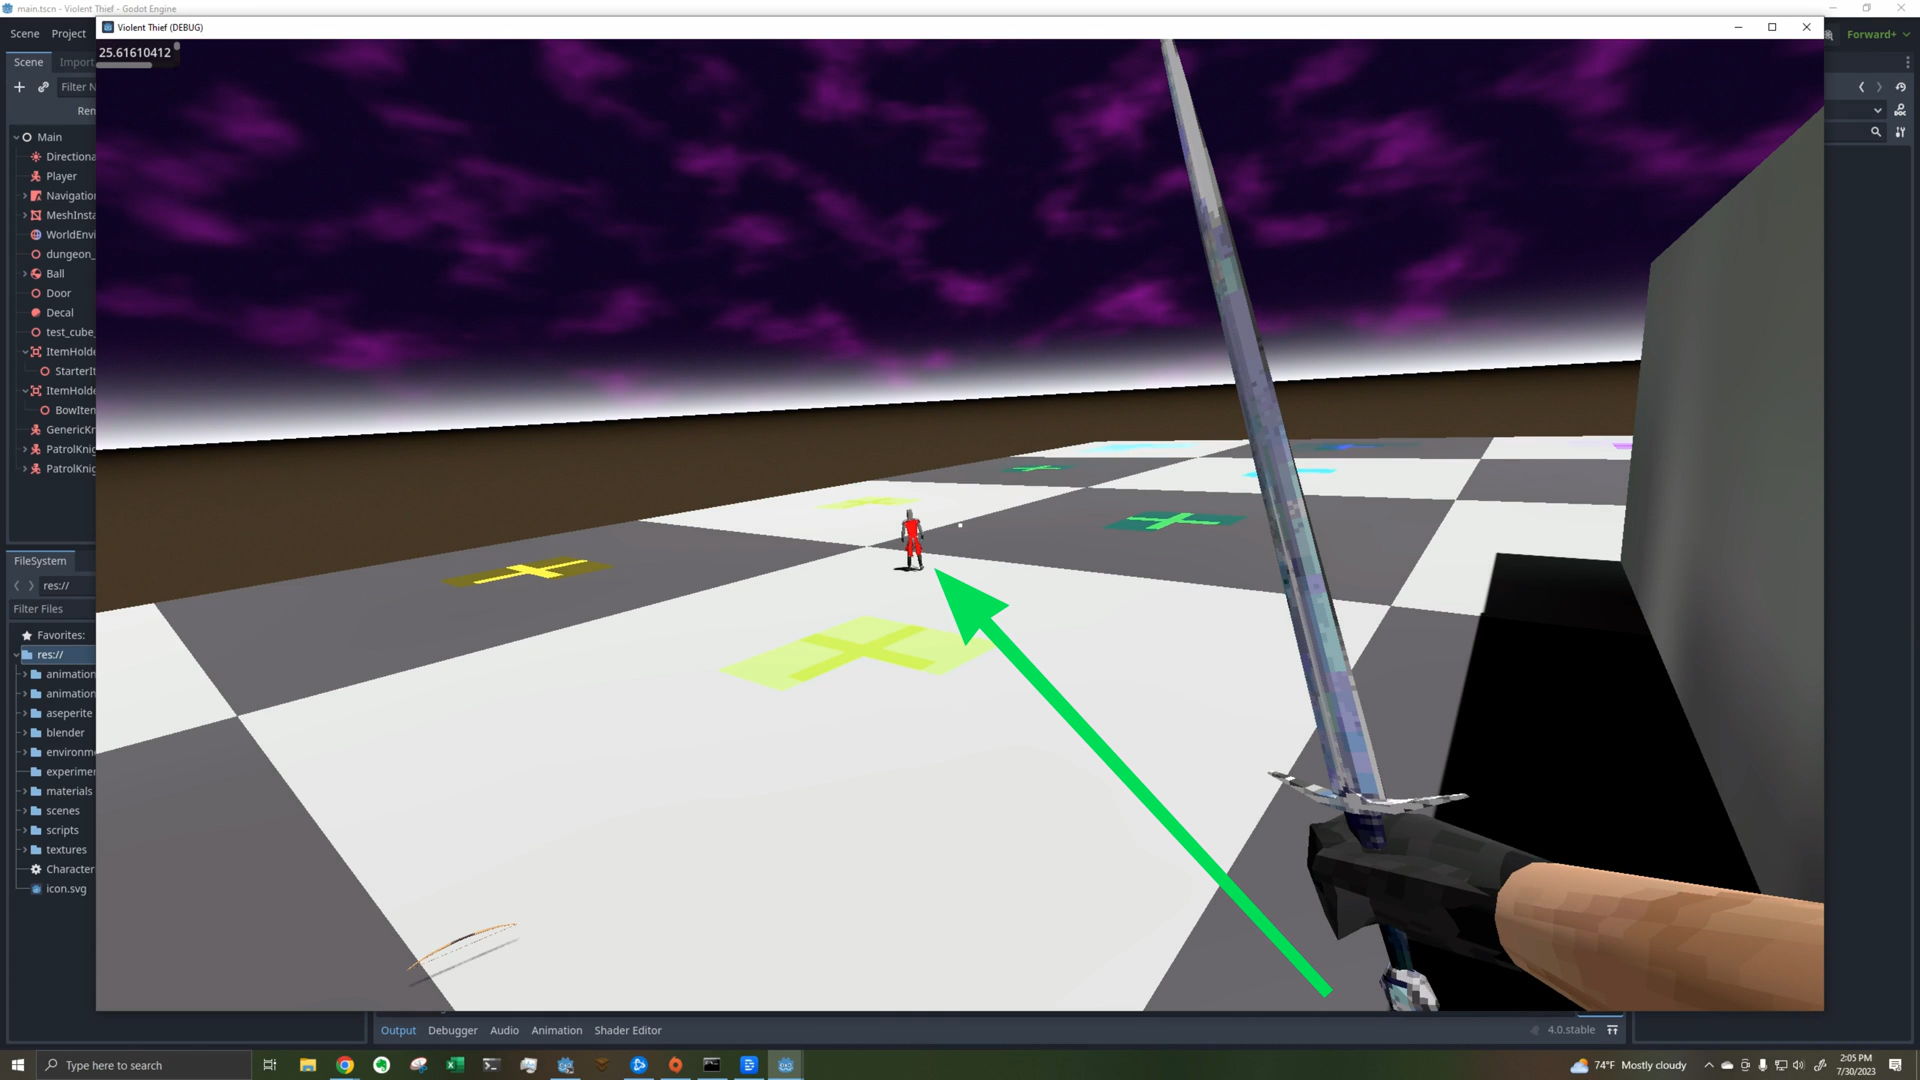 main.tscn - Violent Thief - Godot Engine
Violent Thief (DEBUG)
Scene Project
Forward+
25.61610412
Scene Import
Filter N
Ren
Main
Directiona
Player
Navigation
MeshInsta
WorldEnvi
dungeon_
Ball
Door
Decal
test_cube_
ItemHolde
StarterIt
ItemHolde
BowIten
GenericKr
PatrolKnig
PatrolKnig
FileSystem
res://
Filter Files
Favorites:
res://
animation
animation
aseperite
blender
environm
experimer
materials
scenes
scripts
textures
Character
icon.svg
Output Debugger Audio Animation Shader Editor
4.0.stable
Type here to search
74°F Mostly cloudy
2:05 PM
7/30/2023